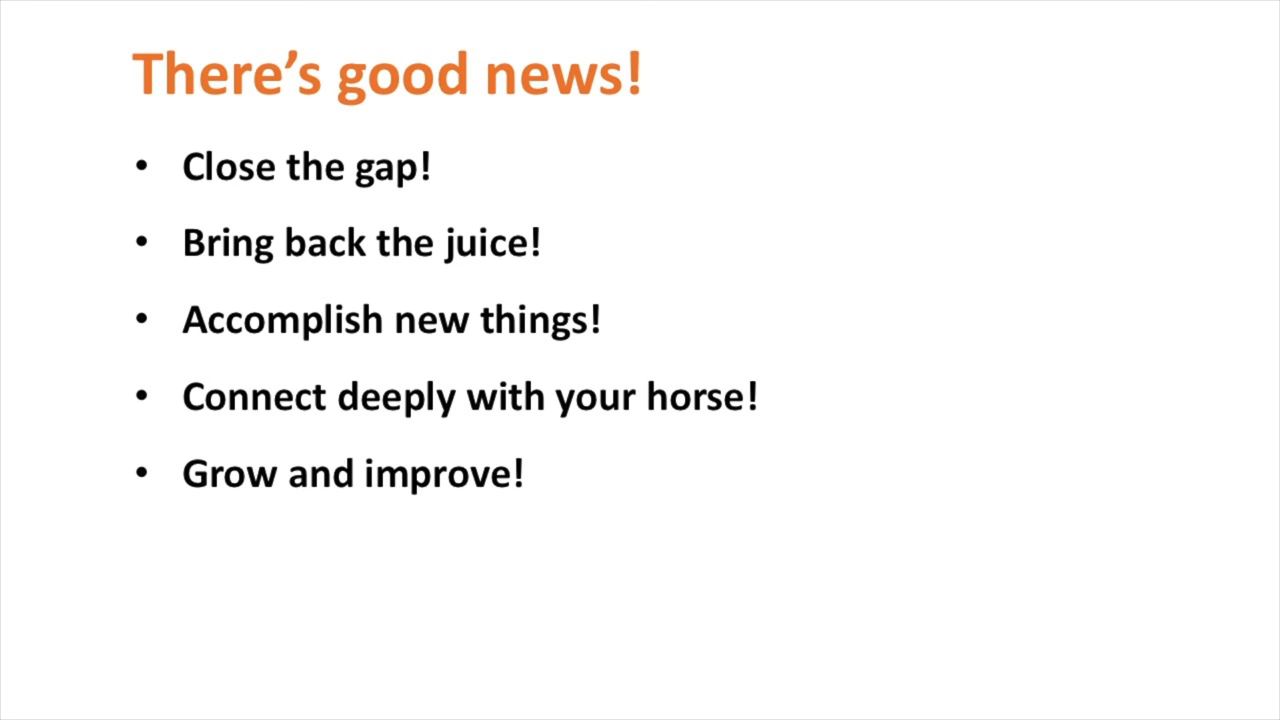 There’s good news!
• Close the gap!
• Bring back the juice!
• Accomplish new things!
• Connect deeply with your horse!
• Grow and improve!